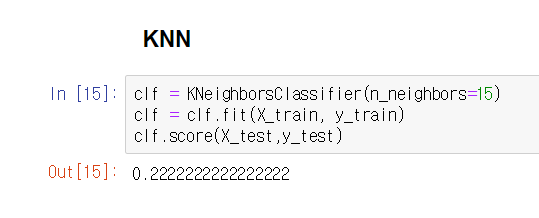 KNN
In [15]: clf = KNeighborsClassifier(n_neighbors=15)
clf = clf.fit(X_train, y_train)
clf.score(X_test,y_test)
Out[15]: 0.2222222222222222